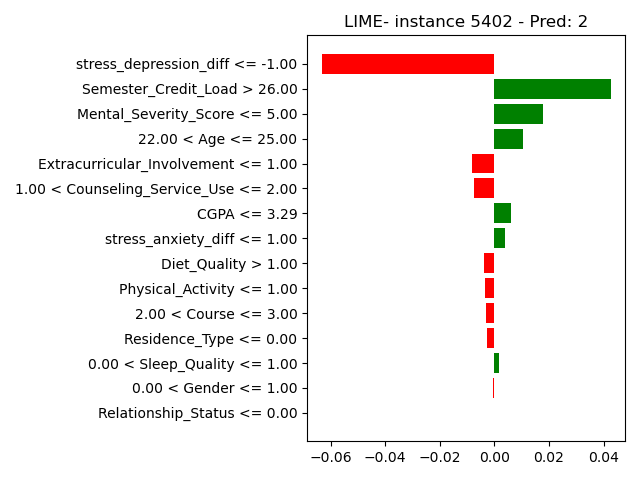 LIME- instance 5402 - Pred: 2
stress_depression_diff <= -1.00
Semester_Credit_Load > 26.00
Mental_Severity_Score <= 5.00
22.00 < Age <= 25.00
Extracurricular_Involvement <= 1.00
1.00 < Counseling_Service_Use <= 2.00
CGPA <= 3.29
stress_anxiety_diff <= 1.00
Diet_Quality > 1.00
Physical_Activity <= 1.00
2.00 < Course <= 3.00
Residence_Type <= 0.00
0.00 < Sleep_Quality <= 1.00
0.00 < Gender <= 1.00
Relationship_Status <= 0.00
−0.06 −0.04 −0.02 0.00 0.02 0.04